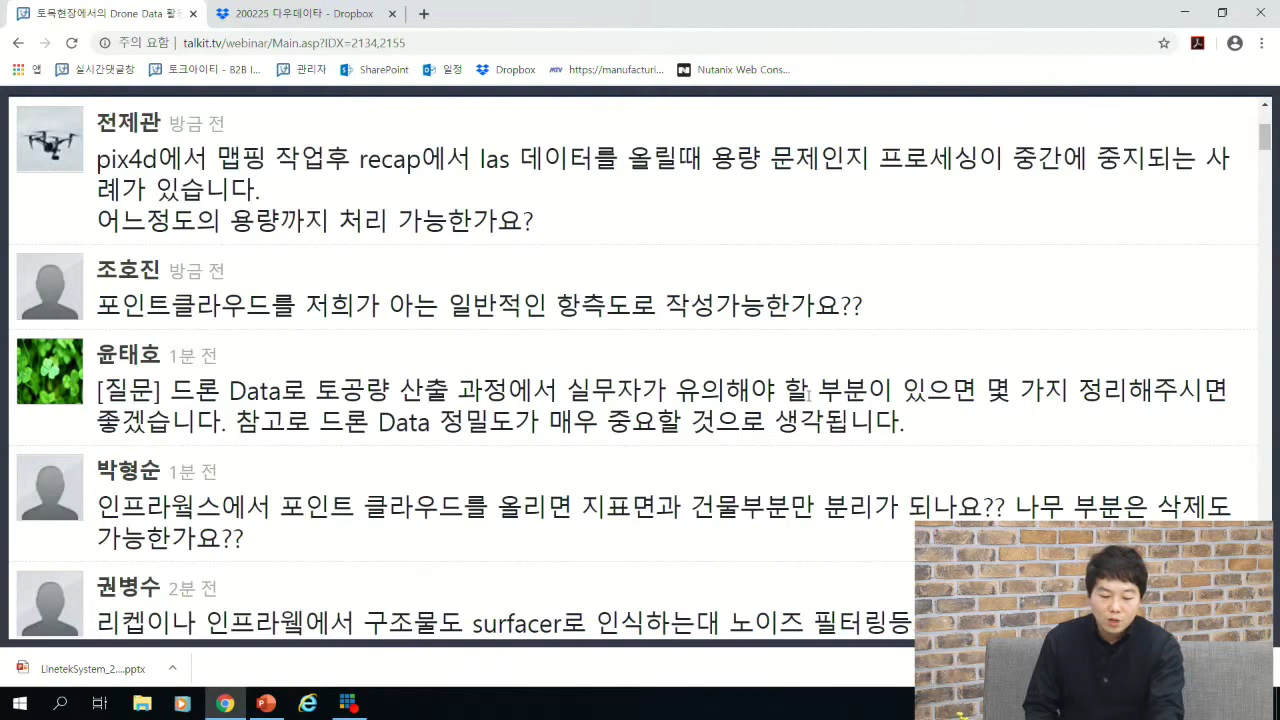 토목현장에서의 Drone Data 활
200225 다우데이타 - Dropbox
주의 요함 | talkit.tv/webinar/Main.asp?IDX=2134,2155
앱
실시간댓글창
토크아이티 - B2B I...
관리자
SharePoint
일정
Dropbox
https://manufacturi...
Nutanix Web Cons...
전제관 방금 전
pix4d에서 맵핑 작업후 recap에서 las 데이터를 올릴때 용량 문제인지 프로세싱이 중간에 중지되는 사
례가 있습니다.
어느정도의 용량까지 처리 가능한가요?
조호진 방금 전
포인트클라우드를 저희가 아는 일반적인 항측도로 작성가능한가요??
윤태호 1분 전
[질문] 드론 Data로 토공량 산출 과정에서 실무자가 유의해야 할 부분이 있으면 몇 가지 정리해주시면
좋겠습니다. 참고로 드론 Data 정밀도가 매우 중요할 것으로 생각됩니다.
박형순 1분 전
인프라웤스에서 포인트 클라우드를 올리면 지표면과 건물부분만 분리가 되나요?? 나무 부분은 삭제도
가능한가요??
권병수 2분 전
리켑이나 인프라웤에서 구조물도 surfacer로 인식하는대 노이즈 필터링등
LInetekSystem_2....pptx